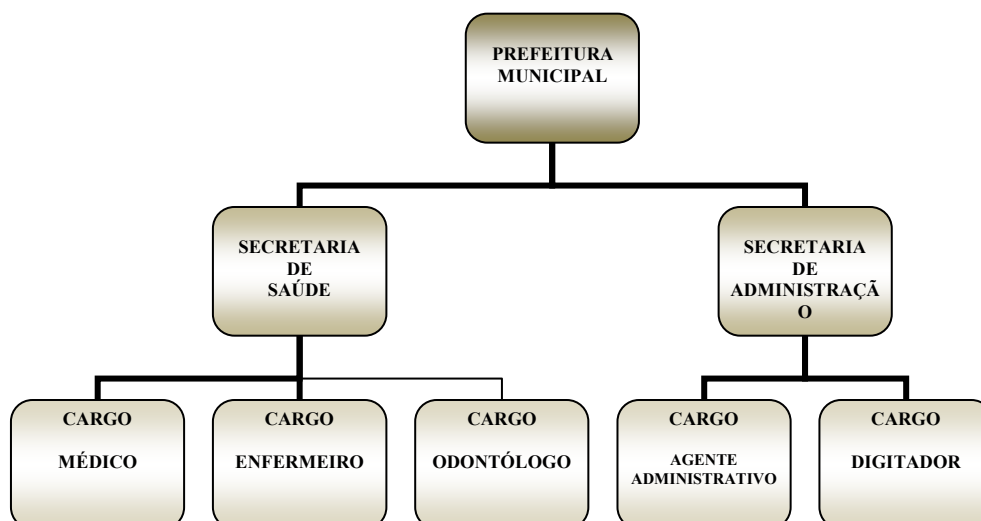 PREFEITURA
MUNICIPAL
SECRETARIA
DE
SAÚDE
SECRETARIA
DE
ADMINISTRAÇÃ
O
CARGO
MÉDICO
CARGO
ENFERMEIRO
CARGO
ODONTÓLOGO
CARGO
AGENTE
ADMINISTRATIVO
CARGO
DIGITADOR